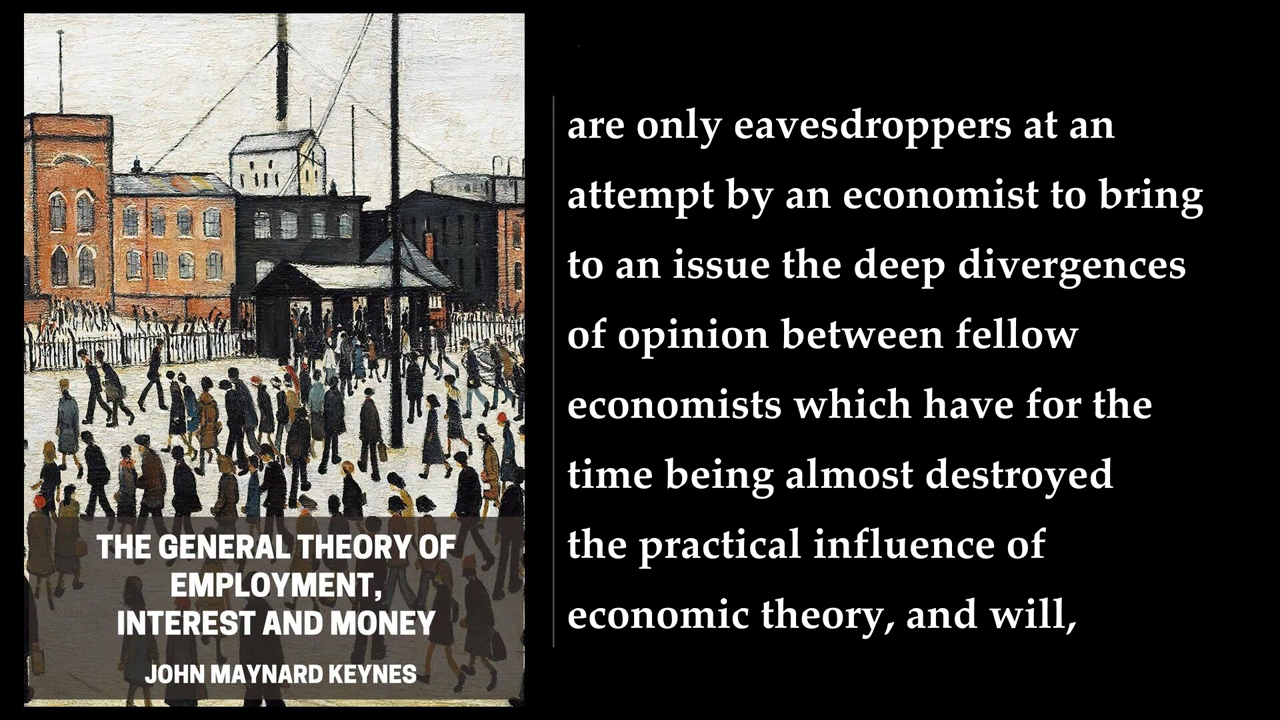 THE GENERAL THEORY OF
EMPLOYMENT,
INTEREST AND MONEY
JOHN MAYNARD KEYNES
are only eavesdroppers at an
attempt by an economist to bring
to an issue the deep divergences
of opinion between fellow
economists which have for the
time being almost destroyed
the practical influence of
economic theory, and will,